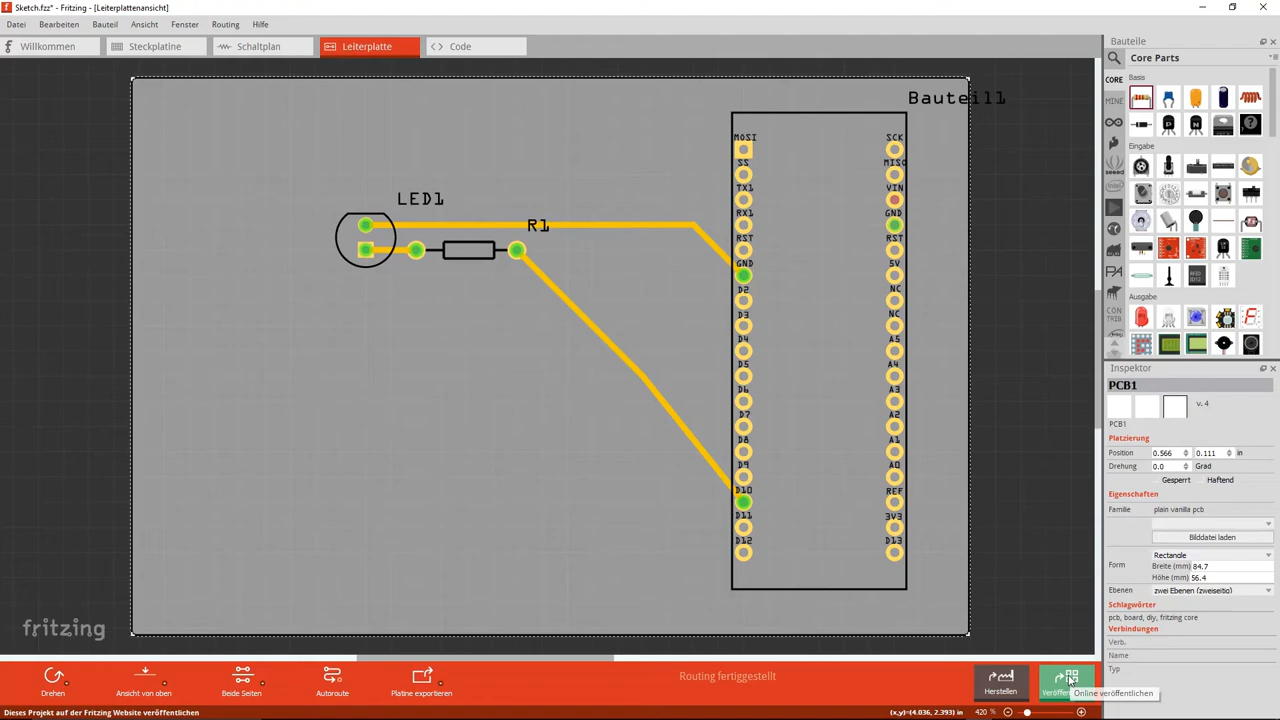 Sketch.fzz* - Fritzing - [Leiterplattenansicht]
Datei Bearbeiten Bauteil Ansicht Fenster Routing Hilfe
Willkommen Steckplatine Schaltplan Leiterplatte Code
Bauteile
Core Parts
CORE
Basis
MINE
Eingabe
seeed
intel
PA
CON
TRIB
Ausgabe
Bauteil1
LED1
R1
MOSI SCK
SS MISO
TX1 VIN
RX1 GND
RST RST
GND 5V
D2 NC
D3 NC
D4 A5
D5 A4
D6 A3
D7 A2
D8 A1
D9 A0
D10 REF
D11 3V3
D12 D13
Inspektor
PCB1
v. 4
PCB1
Platzierung
Position 0.566 0.111 in
Drehung 0.0 Grad
Gesperrt Haftend
Eigenschaften
Familie plain vanilla pcb
Bilddatei laden
Form Rectangle
Breite (mm) 84.7
Höhe (mm) 56.4
Ebenen zwei Ebenen (zweiseitig)
Schlagwörter
pcb, board, diy, fritzing core
Verbindungen
Verb.
Name
Typ
fritzing
Routing fertiggestellt
Drehen Ansicht von oben Beide Seiten Autoroute Platine exportieren Herstellen
Online veröffentlichen
Dieses Projekt auf der Fritzing Website veröffentlichen
(x,y)=(4.036, 2.393) in 420 %